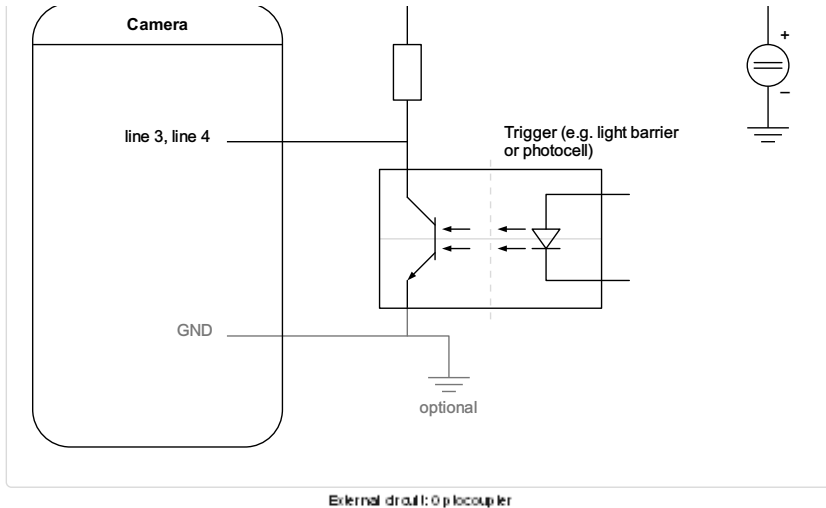 Camera
+
−
line 3, line 4
Trigger (e.g. light barrier
or photocell)
GND
optional
External circuit: Optocoupler